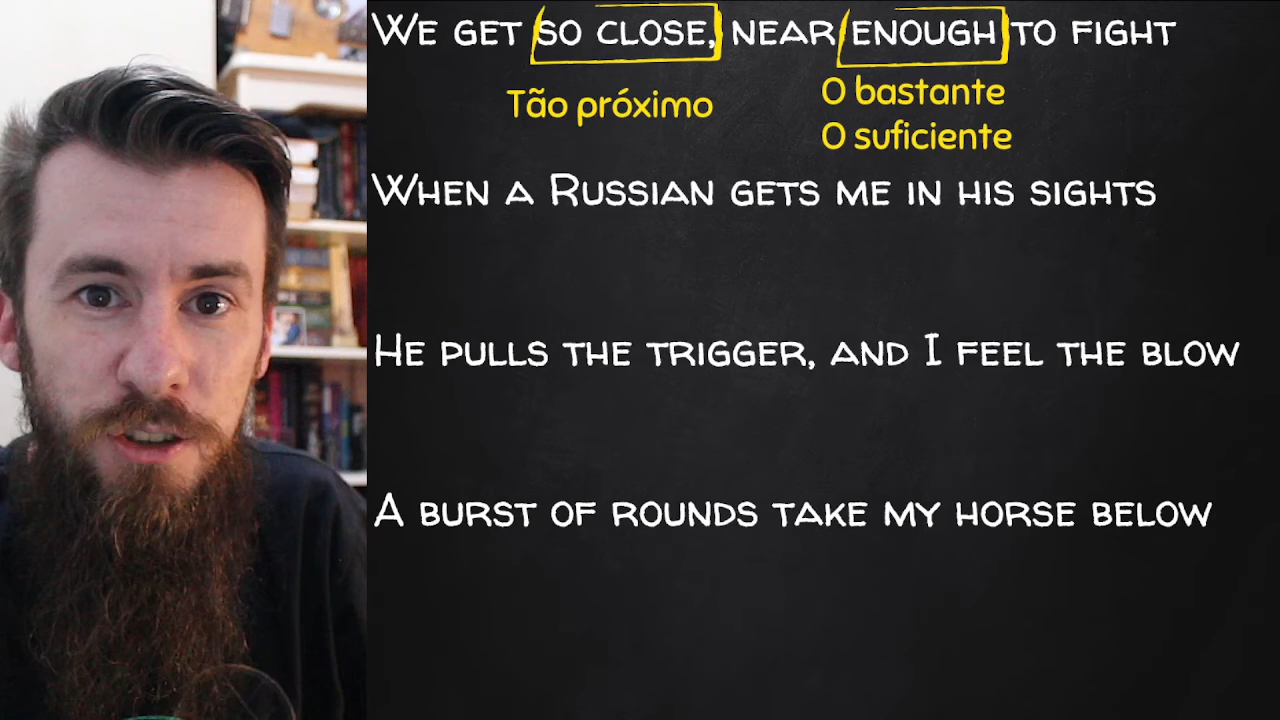 We get so close, near enough to fight
Tão próximo
O bastante
O suficiente
When a Russian gets me in his sights
He pulls the trigger, and I feel the blow
A burst of rounds take my horse below